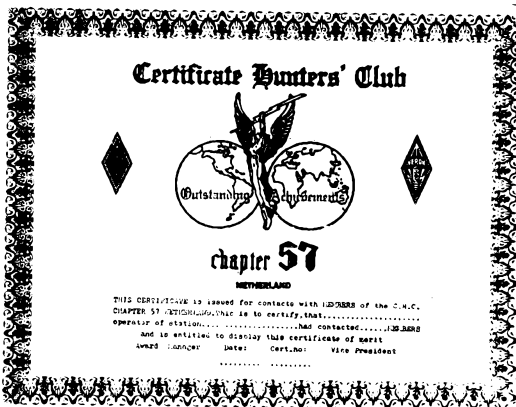 Certificate Hunters' Club
Outstanding Achievements
VERON
chapter 57
NETHERLAND
THIS CERTIFICATE is issued for contacts with MEMBERS of the C.H.C.
CHAPTER 57 NETHERLAND. This is to certify, that....................
operator of station.... ................had contacted.....MEMBERS
and is entitled to display this certificate of merit
Award Manager Date: Cert.no: Vice President
......... .........